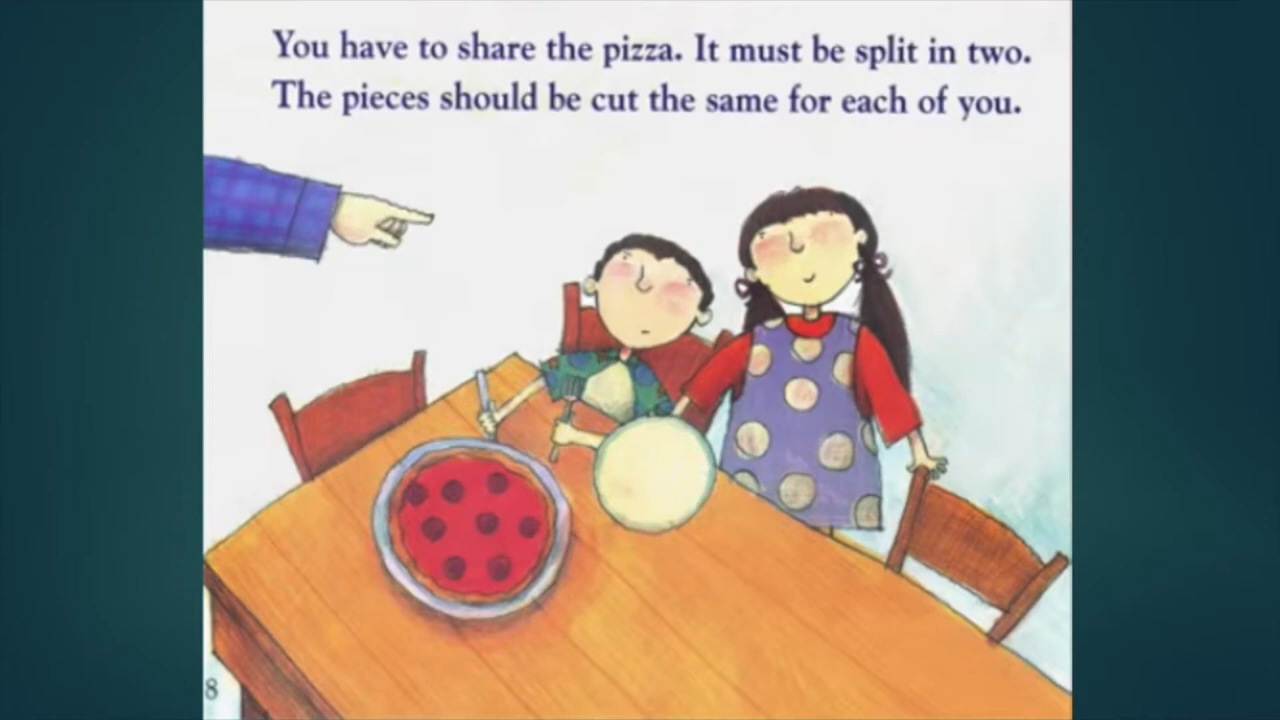 You have to share the pizza. It must be split in two.
The pieces should be cut the same for each of you.
8